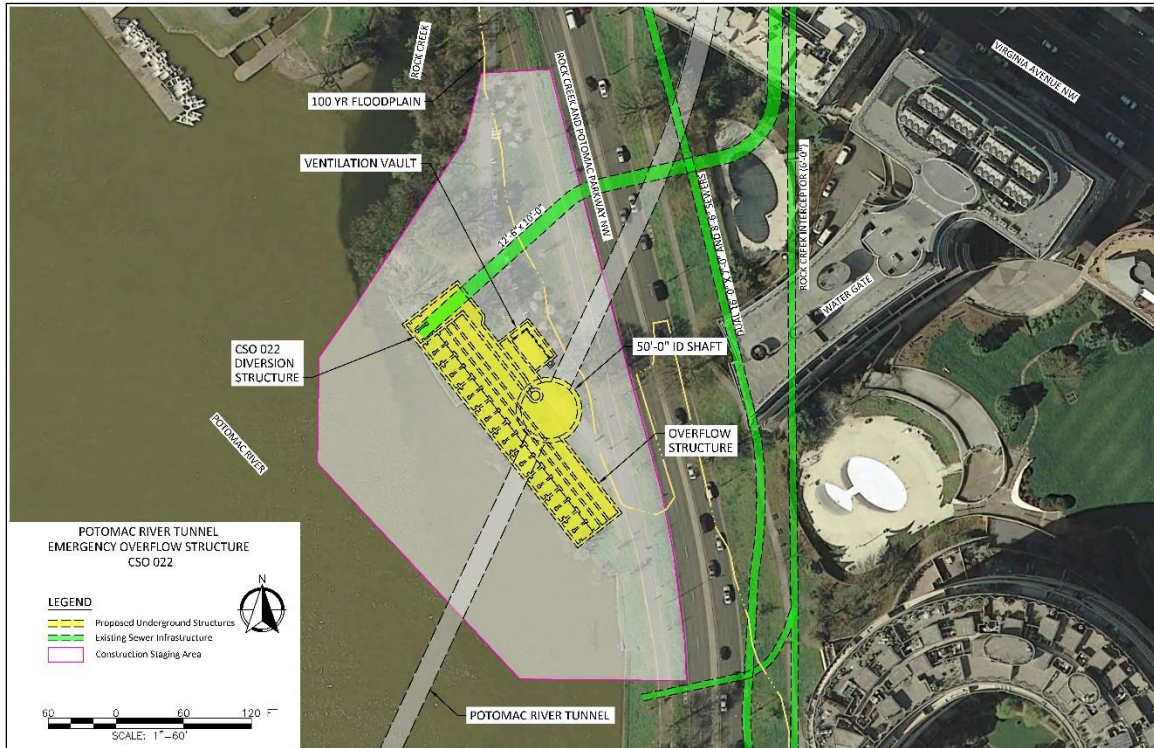 ROCK CREEK
100 YR FLOODPLAIN
VIRGINIA AVENUE NW
VENTILATION VAULT
ROCK CREEK AND POTOMAC PARKWAY NW
12'-6" x 10'-0"
DUAL 16'-0" X 7'-0" AND 8'-6" SEWERS
ROCK CREEK INTERCEPTOR (6'-0")
WATER GATE
50'-0" ID SHAFT
CSO 022
DIVERSION
STRUCTURE
POTOMAC RIVER
OVERFLOW
STRUCTURE
POTOMAC RIVER TUNNEL
EMERGENCY OVERFLOW STRUCTURE
CSO 022
N
LEGEND
Proposed Underground Structures
Existing Sewer Infrastructure
Construction Staging Area
60 0 60 120 F
SCALE: 1"-60'
POTOMAC RIVER TUNNEL